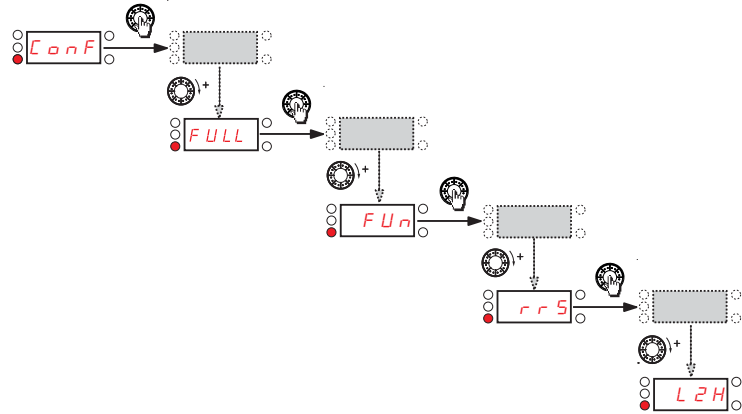 ConF
+
FULL
+
FUn
+
rrS
+
L2H